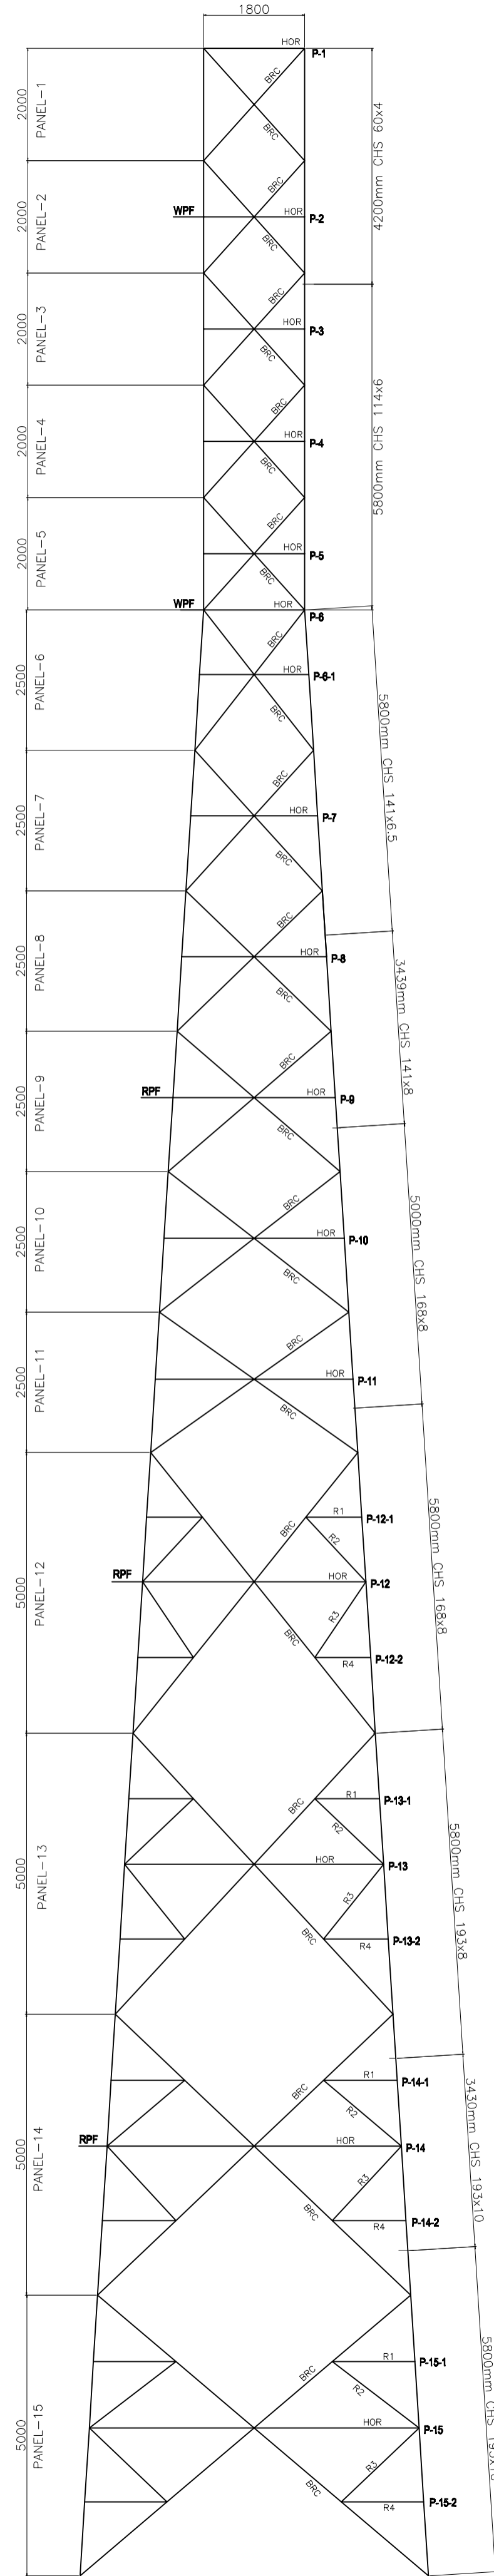 1800
HOR
P-1
BRC
BRC
2000
PANEL-1
4200mm CHS 60x4
BRC
WPF
HOR
P-2
BRC
2000
PANEL-2
BRC
HOR
P-3
BRC
2000
PANEL-3
5800mm CHS 114x6
BRC
HOR
P-4
BRC
2000
PANEL-4
BRC
HOR
P-5
BRC
2000
PANEL-5
WPF
HOR
P-6
BRC
HOR
P-6-1
BRC
2500
PANEL-6
5800mm CHS 141x6.5
BRC
HOR
P-7
BRC
2500
PANEL-7
BRC
HOR
P-8
BRC
2500
PANEL-8
3439mm CHS 141x8
BRC
RPF
HOR
P-9
BRC
2500
PANEL-9
5000mm CHS 168x8
BRC
HOR
P-10
BRC
2500
PANEL-10
BRC
HOR
P-11
BRC
2500
PANEL-11
5800mm CHS 168x8
R1
P-12-1
BRC
R2
RPF
HOR
P-12
R3
BRC
R4
P-12-2
5000
PANEL-12
5800mm CHS 193x8
R1
P-13-1
BRC
R2
HOR
P-13
R3
BRC
R4
P-13-2
5000
PANEL-13
3430mm CHS 193x10
R1
P-14-1
BRC
R2
RPF
HOR
P-14
R3
BRC
R4
P-14-2
5000
PANEL-14
5800mm CHS
R1
P-15-1
BRC
R2
HOR
P-15
R3
BRC
R4
P-15-2
5000
PANEL-15